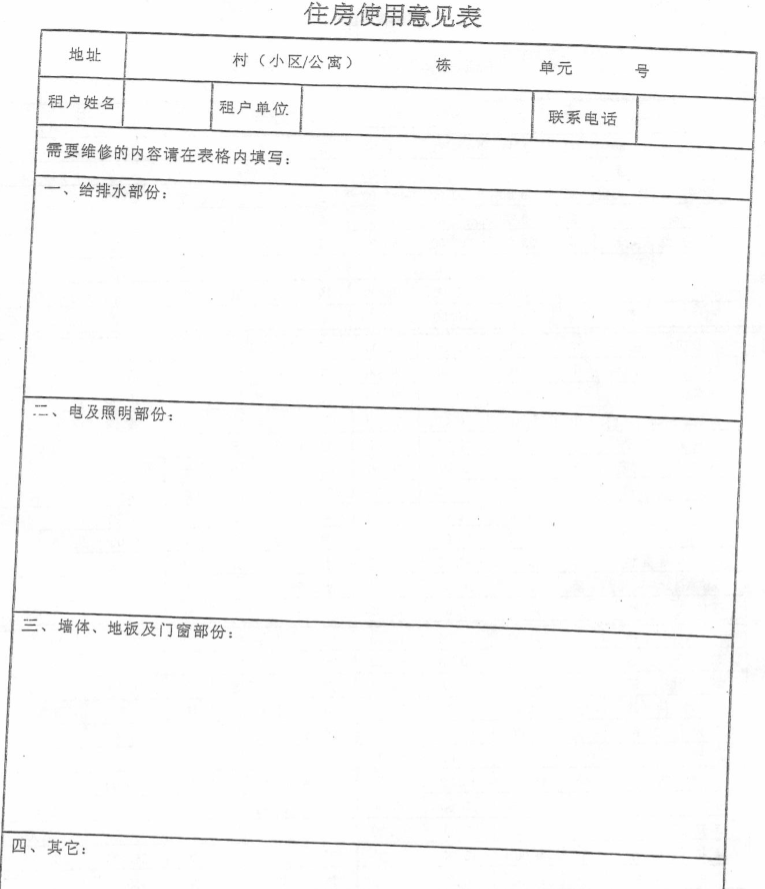 住房使用意见表
地址 村（小区/公寓） 栋 单元 号
租户姓名 租户单位 联系电话
需要维修的内容请在表格内填写：
一、给排水部份：
二、电及照明部份：
三、墙体、地板及门窗部份：
四、其它：